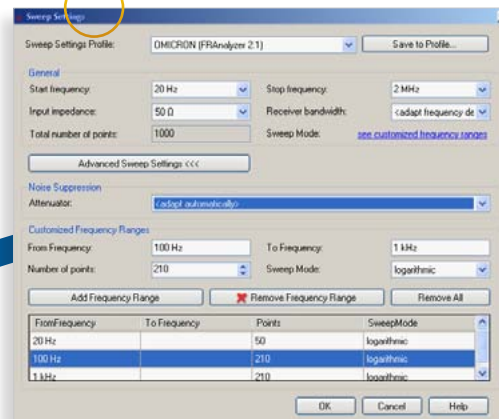 Sweep Settings
Sweep Settings Profile: OMICRON (FRAnalyzer 2.1) Save to Profile...
General
Start frequency: 20 Hz Stop frequency: 2 MHz
Input impedance: 50 Ω Receiver bandwidth: <adapt frequency de
Total number of points: 1000 Sweep Mode: see customized frequency ranges
Advanced Sweep Settings <<<
Noise Suppression
Attenuator: <adapt automatically>
Customized Frequency Ranges
From Frequency: 100 Hz To Frequency: 1 kHz
Number of points: 210 Sweep Mode: logarithmic
Add Frequency Range Remove Frequency Range Remove All
FromFrequency To Frequency Points SweepMode
20 Hz 50 logarithmic
100 Hz 210 logarithmic
1 kHz 210 logarithmic
OK Cancel Help